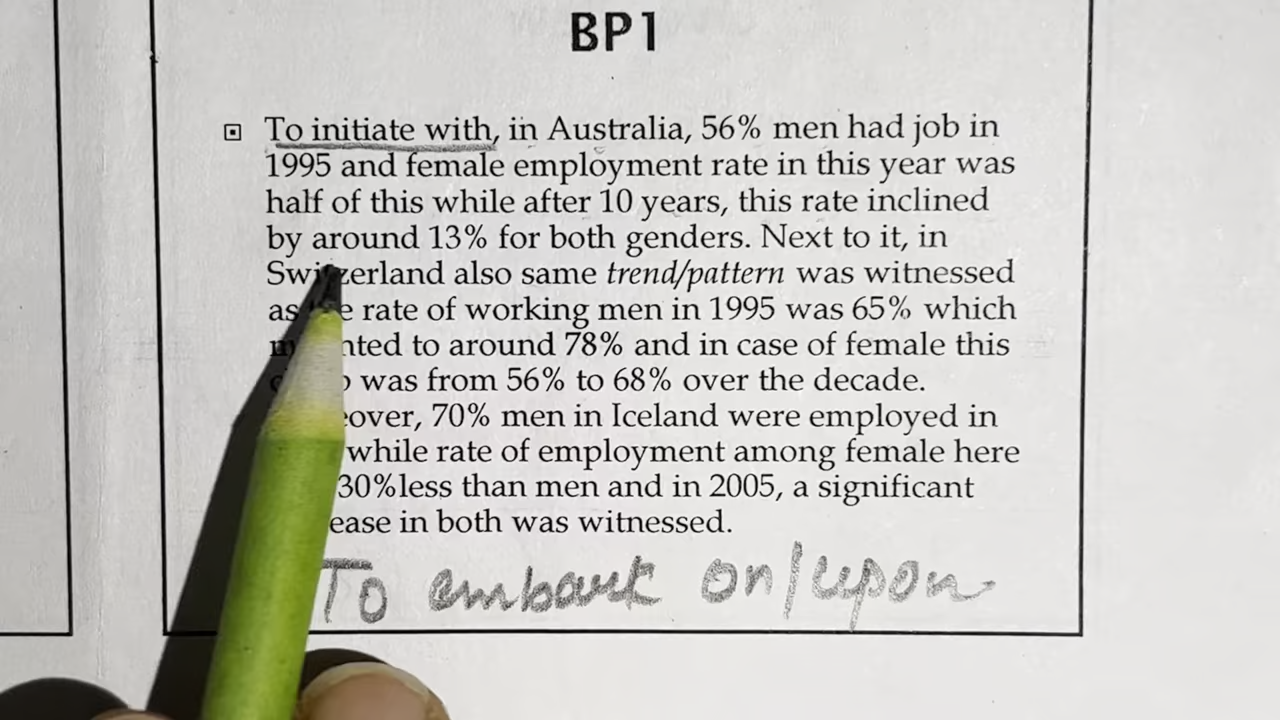 BP1
To initiate with, in Australia, 56% men had job in
1995 and female employment rate in this year was
half of this while after 10 years, this rate inclined
by around 13% for both genders. Next to it, in
Switzerland also same trend/pattern was witnessed
as the rate of working men in 1995 was 65% which
to around 78% and in case of female this
was from 56% to 68% over the decade.
70% men in Iceland were employed in
while rate of employment among female here
30%less than men and in 2005, a significant
in both was witnessed.
To embark on/upon